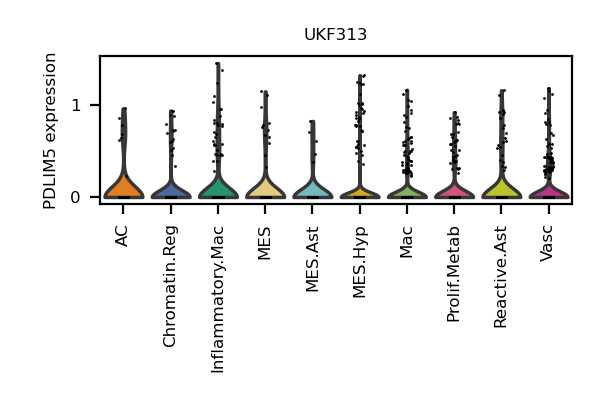 UKF313
PDLIM5 expression
1
0
AC
Chromatin.Reg
Inflammatory.Mac
MES
MES.Ast
MES.Hyp
Mac
Prolif.Metab
Reactive.Ast
Vasc